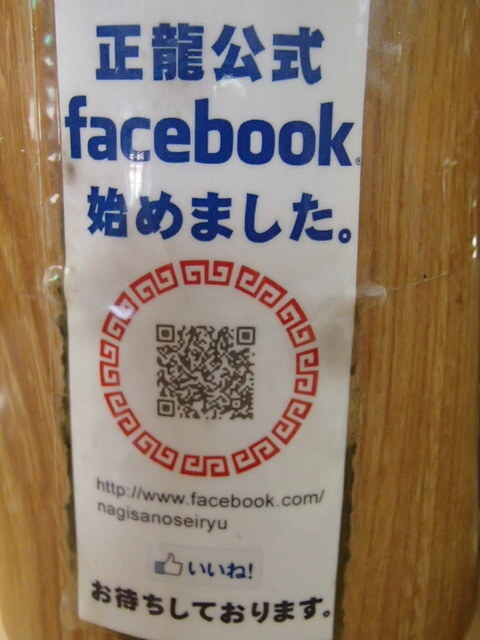 正龍公式
facebook®
始めました。
http://www.facebook.com/
nagisanoseiryu
いいね!
お待ちしております。